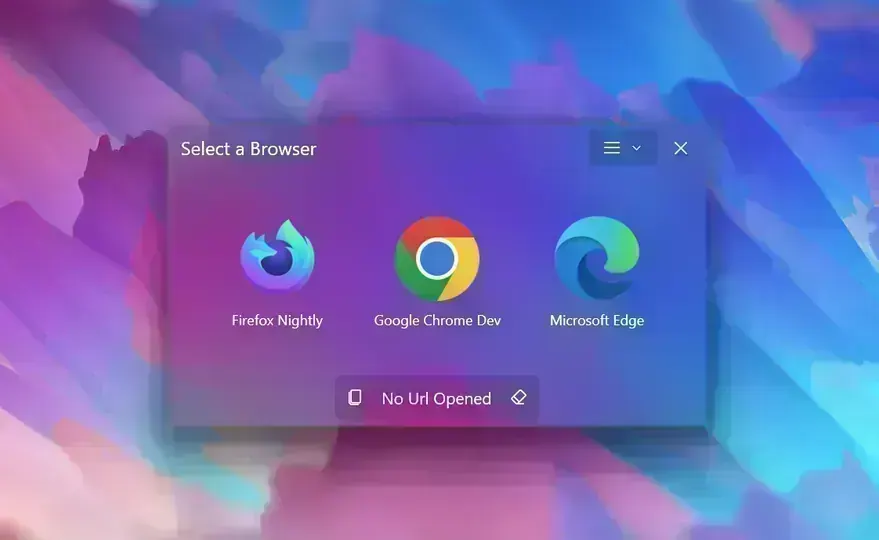 Select a Browser
Firefox Nightly
Google Chrome Dev
Microsoft Edge
No Url Opened